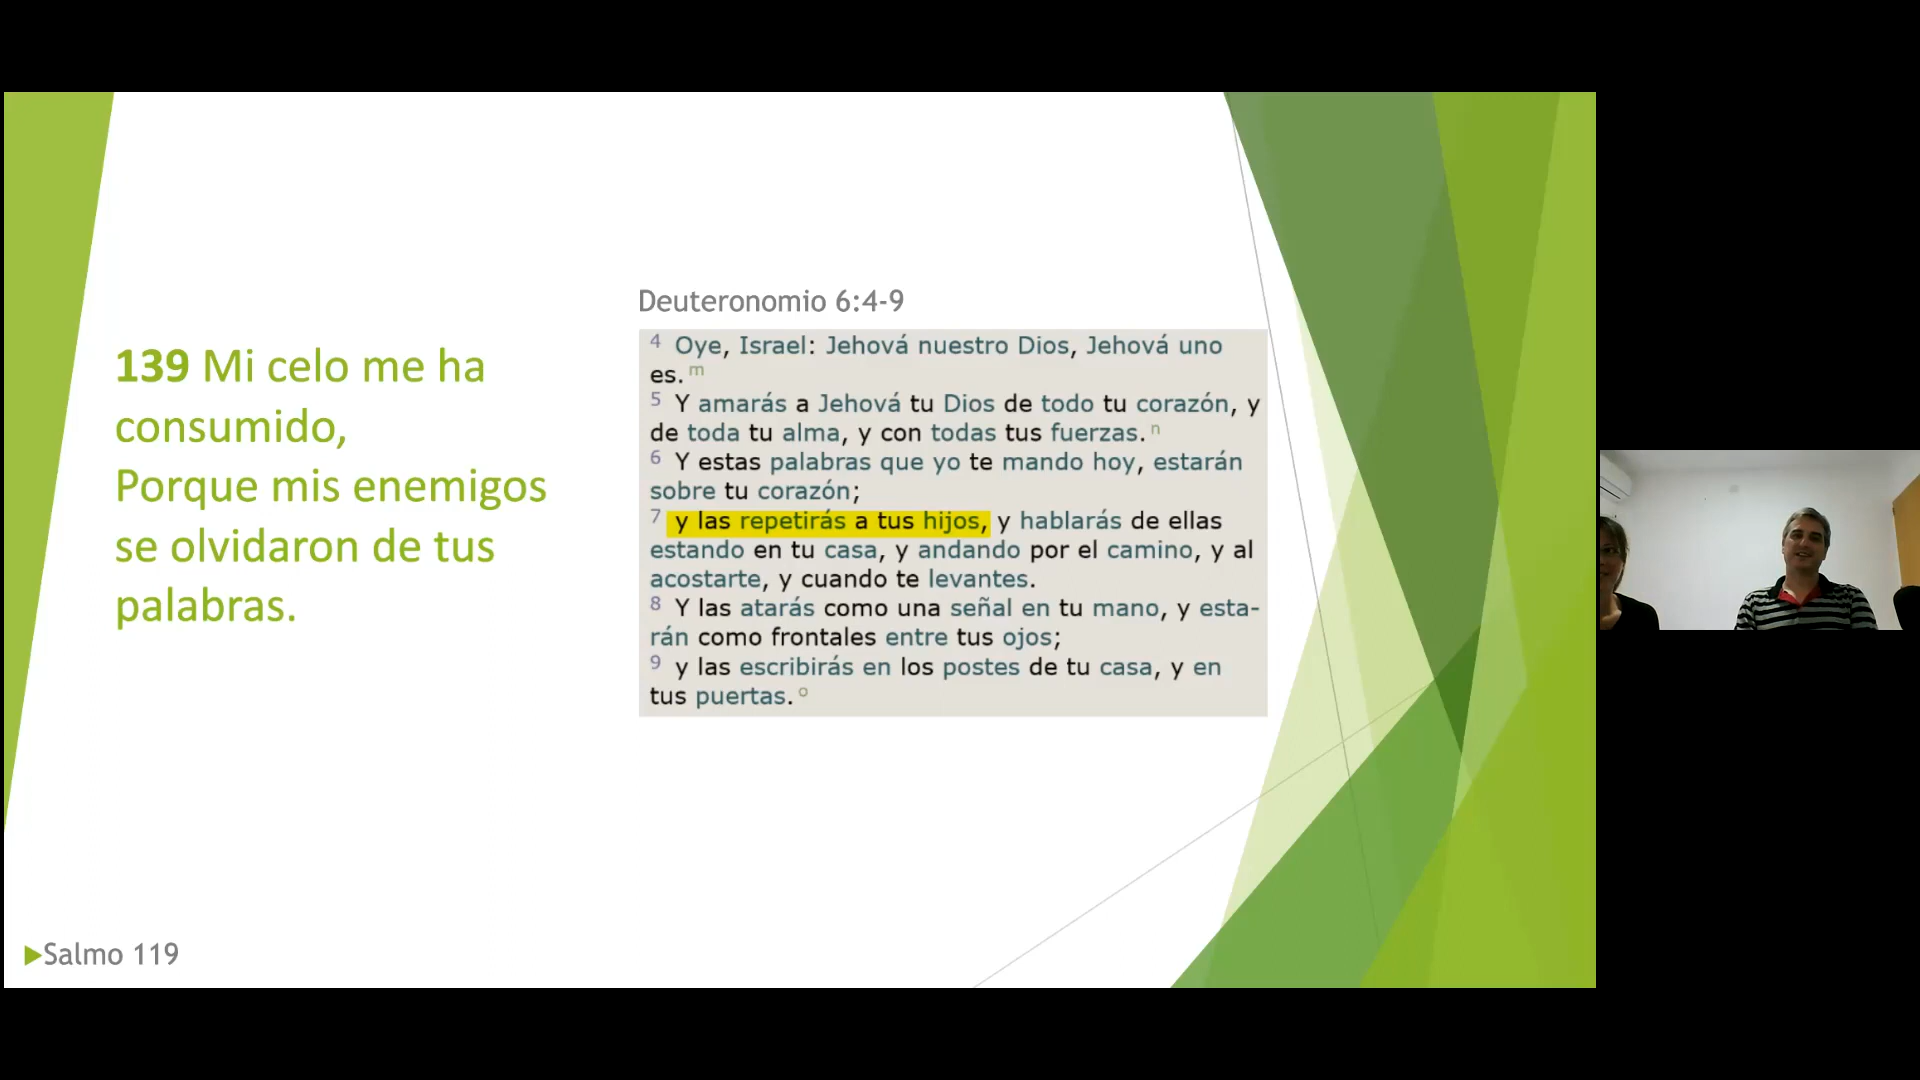 139 Mi celo me ha
consumido,
Porque mis enemigos
se olvidaron de tus
palabras.
Deuteronomio 6:4-9
4 Oye, Israel: Jehová nuestro Dios, Jehová uno
es. m
5 Y amarás a Jehová tu Dios de todo tu corazón, y
de toda tu alma, y con todas tus fuerzas. n
6 Y estas palabras que yo te mando hoy, estarán
sobre tu corazón;
7 y las repetirás a tus hijos, y hablarás de ellas
estando en tu casa, y andando por el camino, y al
acostarte, y cuando te levantes.
8 Y las atarás como una señal en tu mano, y esta-
rán como frontales entre tus ojos;
9 y las escribirás en los postes de tu casa, y en
tus puertas. o
Salmo 119